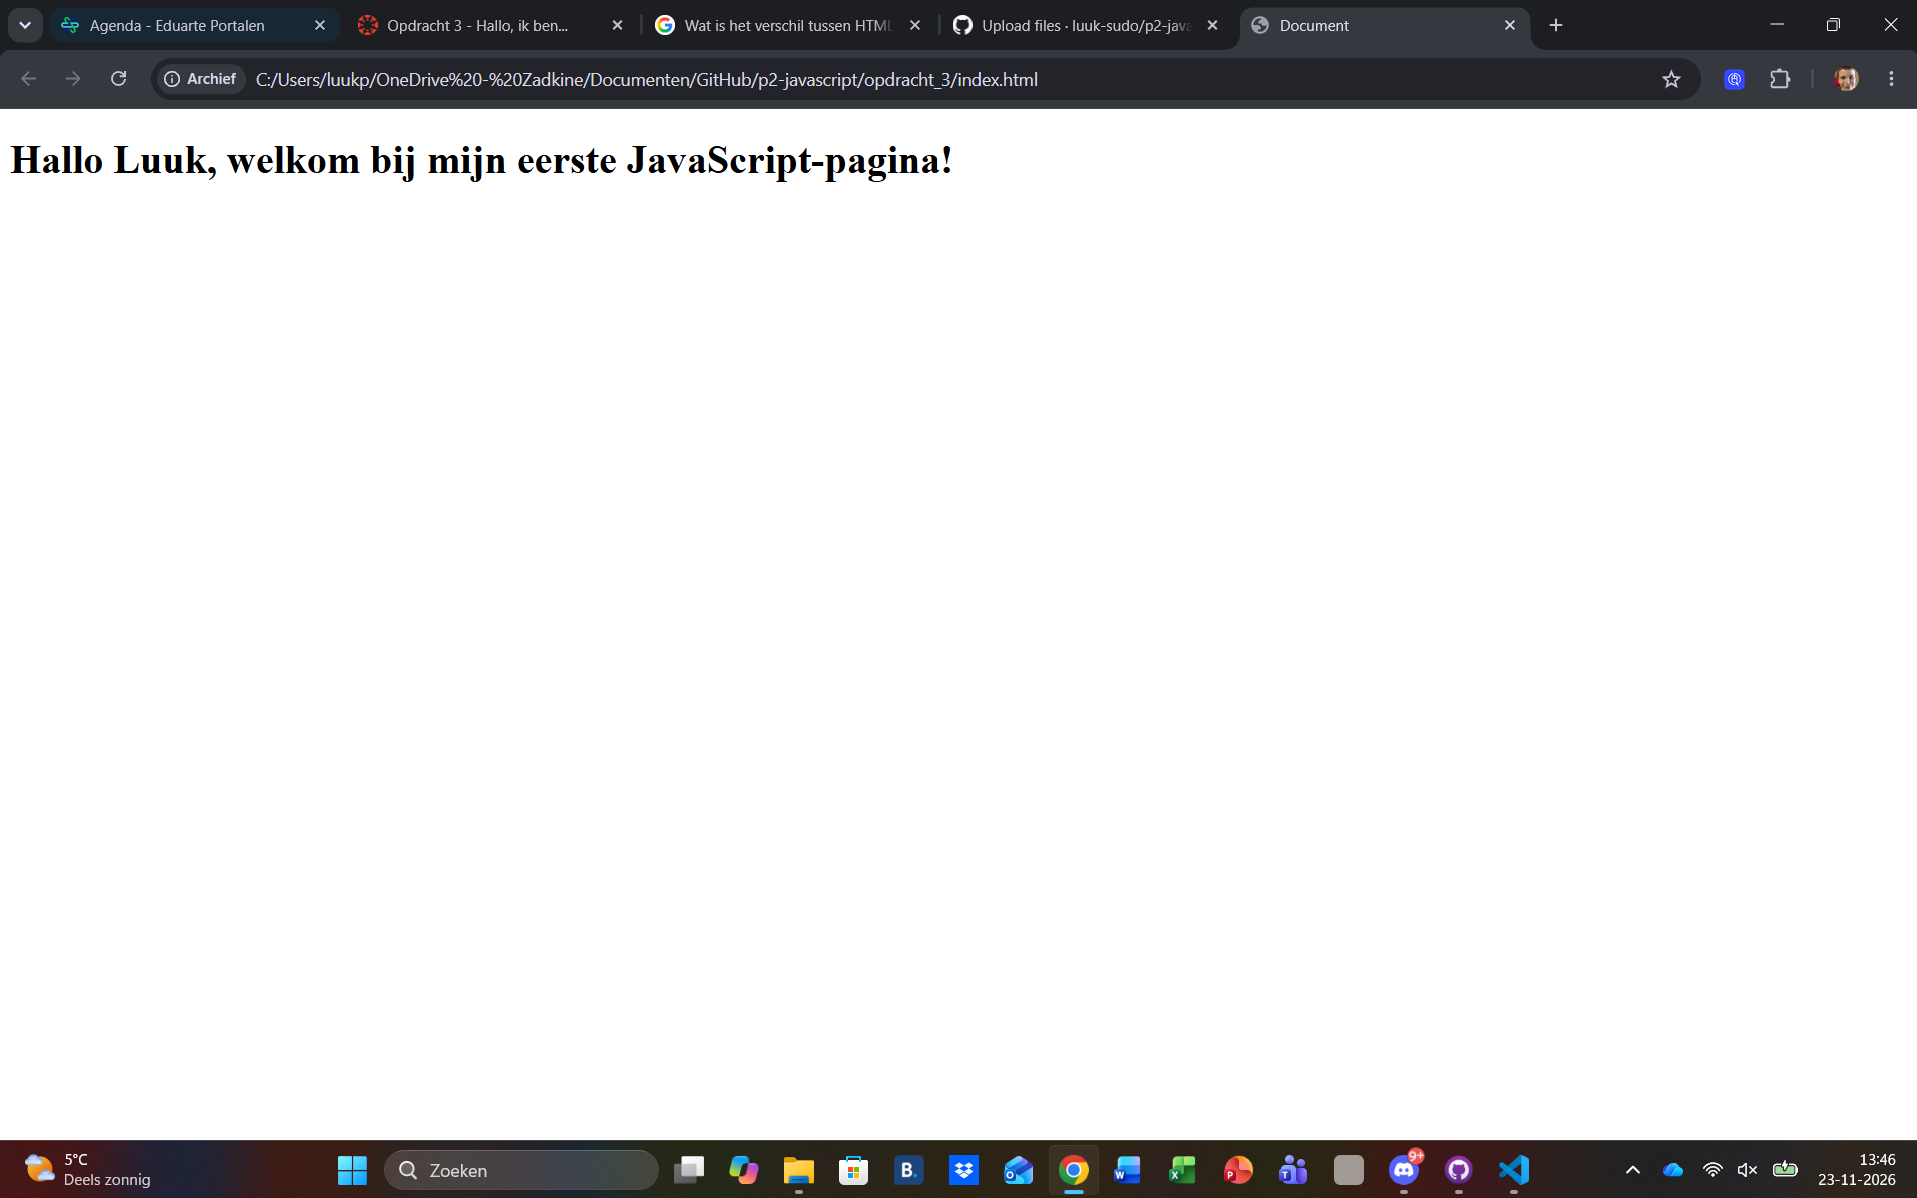 Agenda - Eduarte Portalen
Opdracht 3 - Hallo, ik ben...
Wat is het verschil tussen HTML
Upload files · luuk-sudo/p2-java
Document
Archief
C:/Users/luukp/OneDrive%20-%20Zadkine/Documenten/GitHub/p2-javascript/opdracht_3/index.html
Hallo Luuk, welkom bij mijn eerste JavaScript-pagina!
5°C
Deels zonnig
Zoeken
B.
9+
13:46
23-11-2026